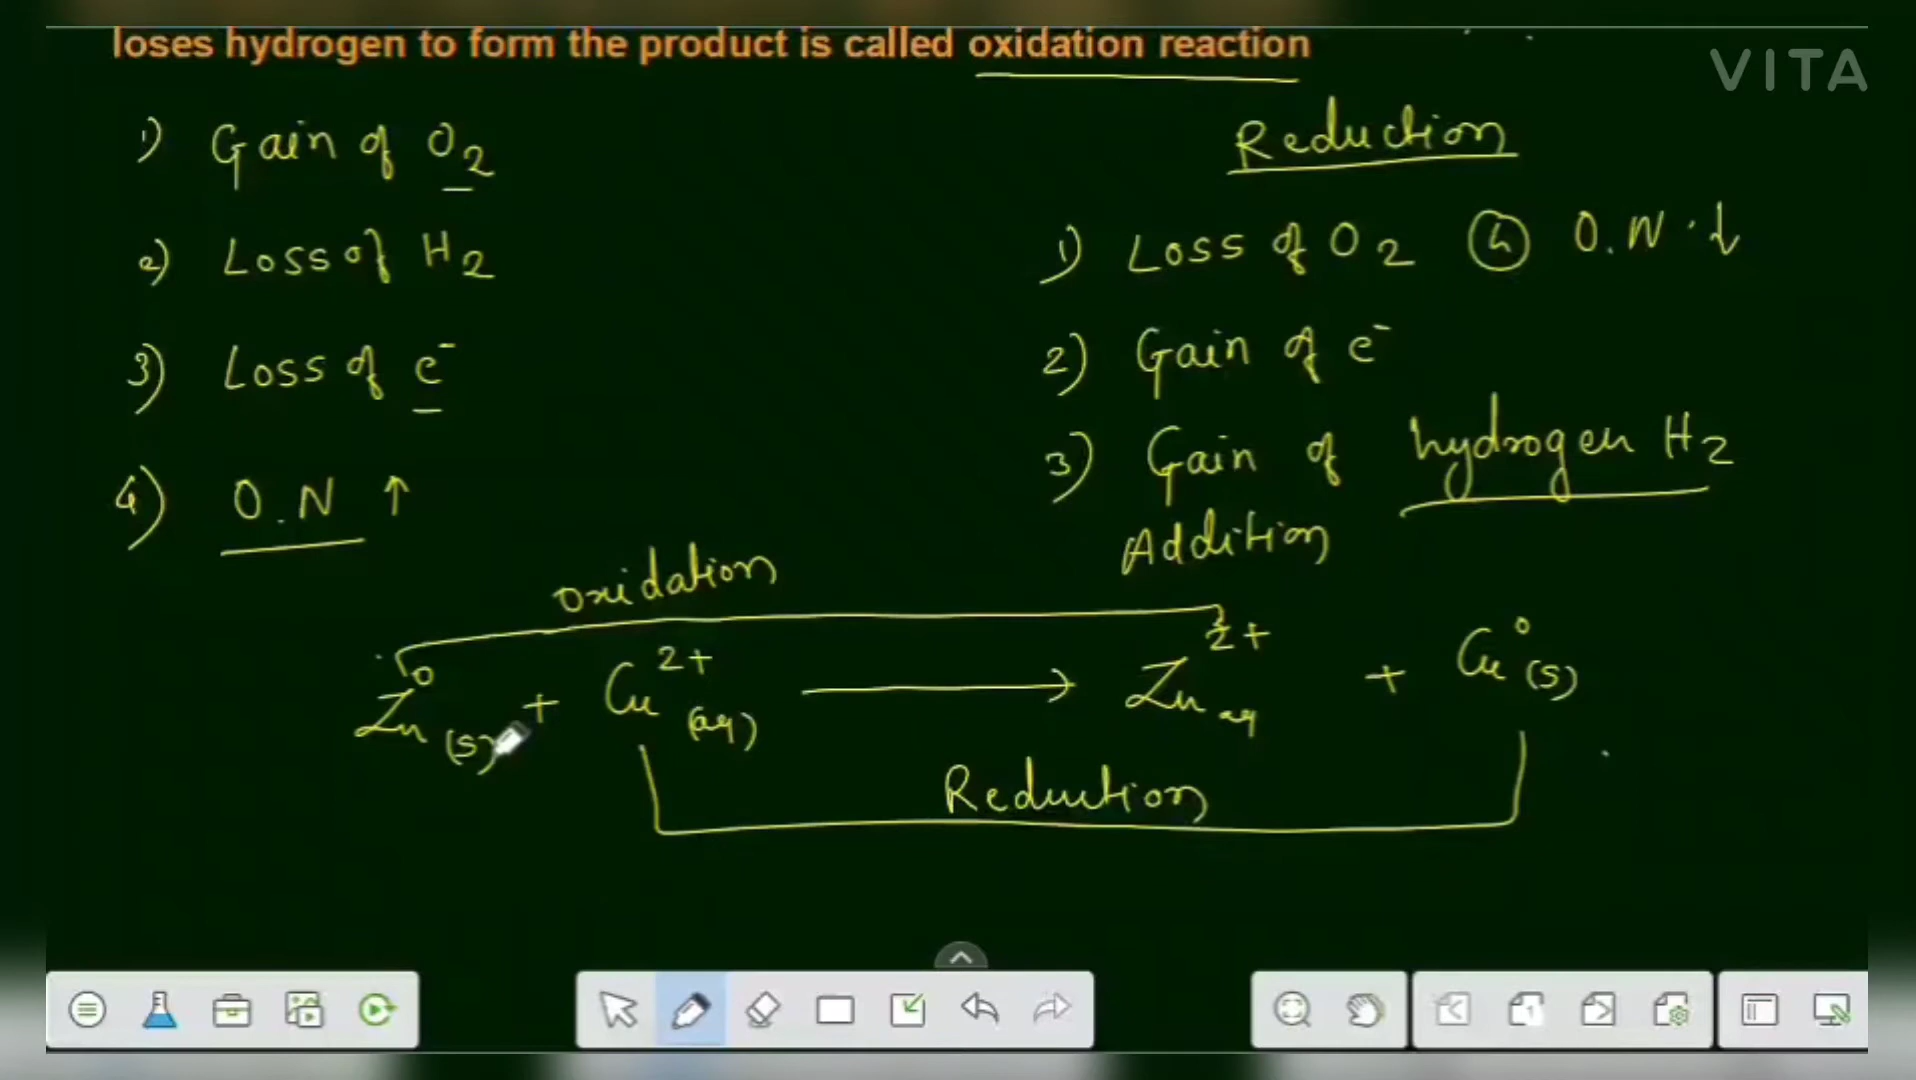 loses hydrogen to form the product is called oxidation reaction
VITA
1) Gain of O2
2) Loss of H2
3) Loss of e-
4) O.N ↑
Reduction
1) Loss of O2 (4) O.N. ↓
2) Gain of e-
3) Gain of hydrogen H2
Addition
oxidation
Zn0(s) + Cu2+(aq) → Zn2+aq + Cu0(s)
Reduction